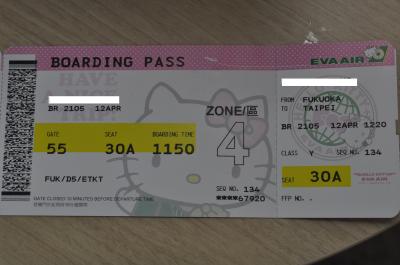 BOARDING PASS
EVA AIR
HAVE
A NICE
TRIP!
BR 2105 12APR
ZONE/區
4
GATE SEAT BOARDING TIME
55 30A 1150
FUK/D5/ETKT
SEQ NO. 134
****67920
GATE CLOSED 10 MINUTES BEFORE DEPARTURE TIME
FROM FUKUOKA
TO TAIPEI
BR 2105 12APR 1220
CLASS Y SEQ NO. 134
SEAT 30A
FFP NO.